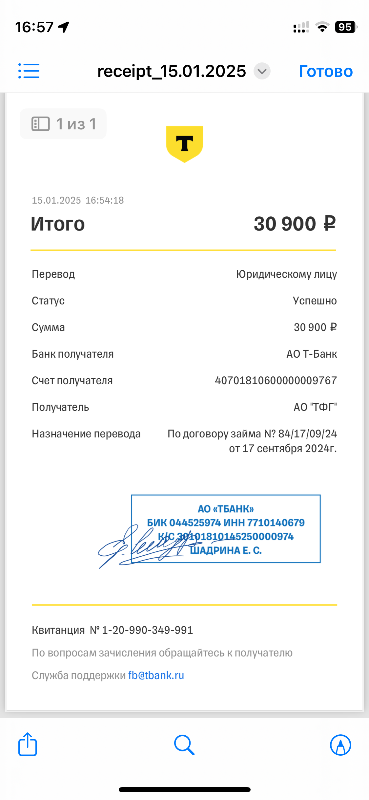 16:57
95
receipt_15.01.2025
Готово
1 из 1
Т
15.01.2025 16:54:18
Итого 30 900 ₽
Перевод Юридическому лицу
Статус Успешно
Сумма 30 900 ₽
Банк получателя АО Т-Банк
Счет получателя 40701810600000009767
Получатель АО "ТФГ"
Назначение перевода По договору займа N? 84/17/09/24
от 17 сентября 2024г.
АО «ТБАНК»
БИК 044525974 ИНН 7710140679
К/С 30101810145250000974
ШАДРИНА Е. С.
Квитанция № 1-20-990-349-991
По вопросам зачисления обращайтесь к получателю
Служба поддержки fb@tbank.ru